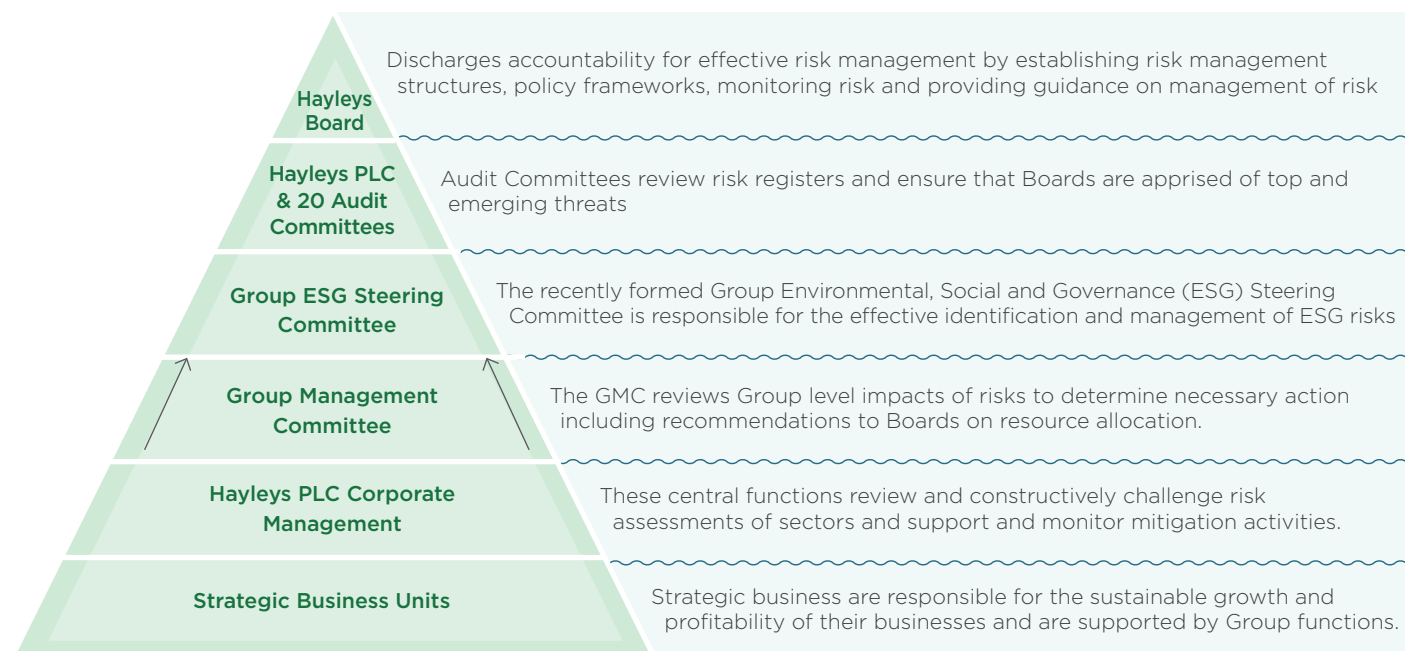 Hayleys
Board
Discharges accountability for effective risk management by establishing risk management
structures, policy frameworks, monitoring risk and providing guidance on management of risk
Hayleys PLC
& 20 Audit
Committees
Audit Committees review risk registers and ensure that Boards are apprised of top and
emerging threats
Group ESG Steering
Committee
The recently formed Group Environmental, Social and Governance (ESG) Steering
Committee is responsible for the effective identification and management of ESG risks
Group Management
Committee
The GMC reviews Group level impacts of risks to determine necessary action
including recommendations to Boards on resource allocation.
Hayleys PLC Corporate
Management
These central functions review and constructively challenge risk
assessments of sectors and support and monitor mitigation activities.
Strategic Business Units
Strategic business are responsible for the sustainable growth and
profitability of their businesses and are supported by Group functions.